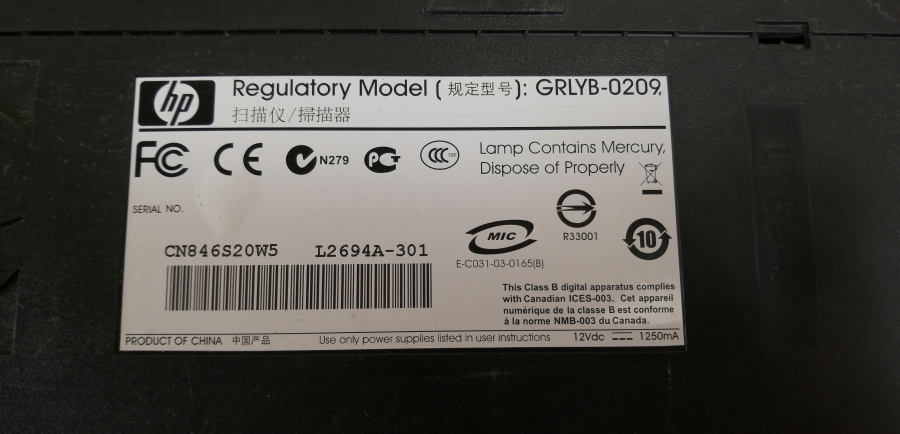 hp
Regulatory Model ( 规定型号): GRLYB-0209,
扫描仪/掃描器
FC CE N279 PCT CCC S&E
Lamp Contains Mercury,
Dispose of Properly
SERIAL NO.
CN846S20W5 L2694A-301
MIC
E-C031-03-0165(B)
R33001
10
This Class B digital apparatus complies
with Canadian ICES-003. Cet appareil
numérique de la classe B est conforme
à la norme NMB-003 du Canada.
PRODUCT OF CHINA 中国产品 Use only power supplies listed in user instructions 12Vdc 1250mA